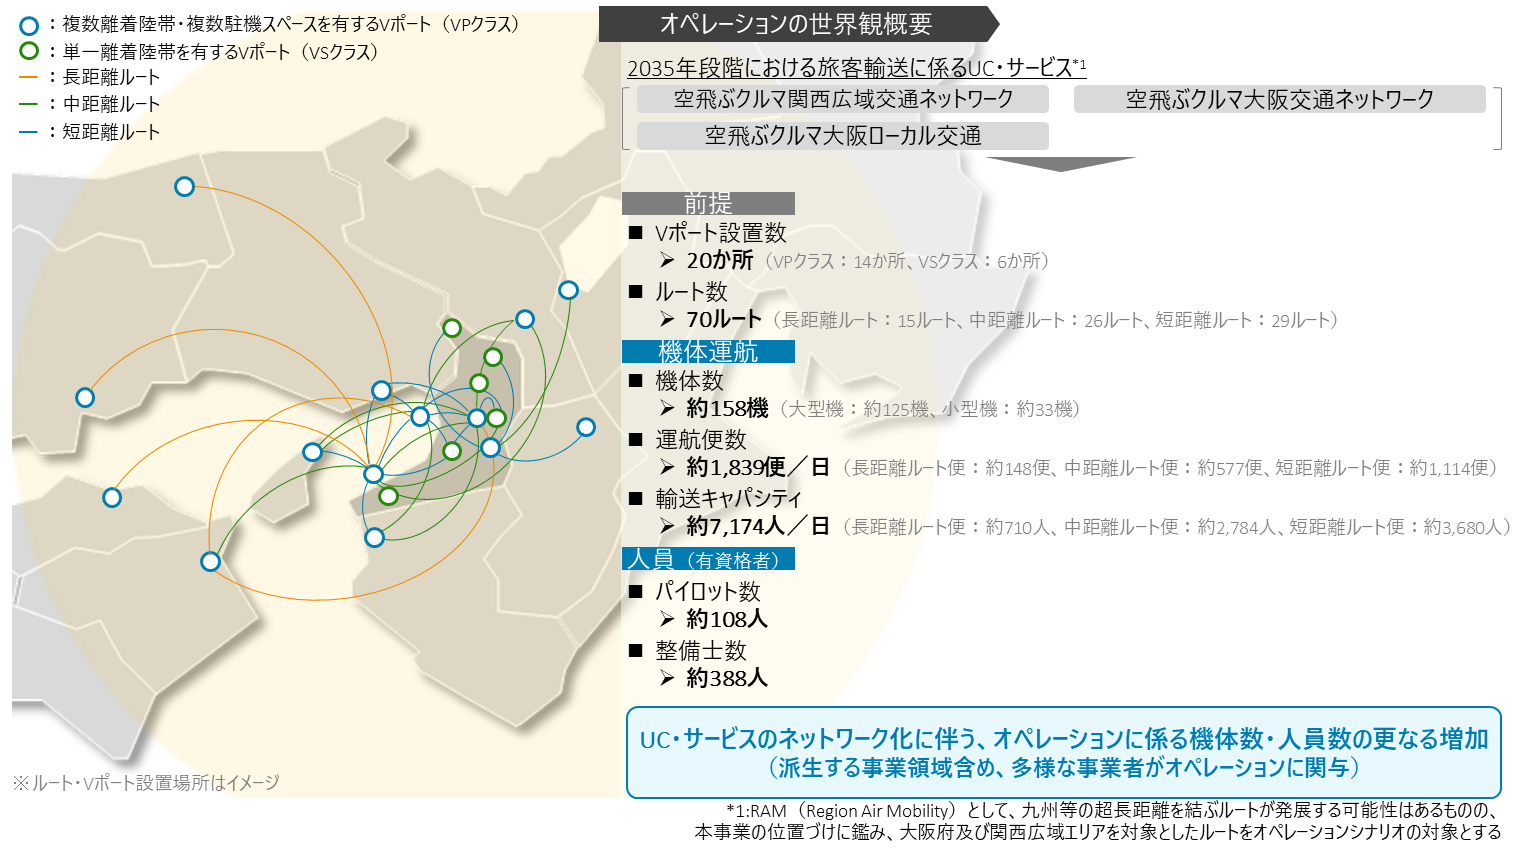 ：複数離着陸帯・複数駐機スペースを有するVポート（VPクラス）
：単一離着陸帯を有するVポート（VSクラス）
：長距離ルート
：中距離ルート
：短距離ルート
※ルート・Vポート設置場所はイメージ
オペレーションの世界観概要
2035年段階における旅客輸送に係るUC・サービス*1
空飛ぶクルマ関西広域交通ネットワーク
空飛ぶクルマ大阪交通ネットワーク
空飛ぶクルマ大阪ローカル交通
前提
■ Vポート設置数
➢ 20か所（VPクラス：14か所、VSクラス：6か所）
■ ルート数
➢ 70ルート（長距離ルート：15ルート、中距離ルート：26ルート、短距離ルート：29ルート）
機体運航
■ 機体数
➢ 約158機（大型機：約125機、小型機：約33機）
■ 運航便数
➢ 約1,839便／日（長距離ルート便：約148便、中距離ルート便：約577便、短距離ルート便：約1,114便）
■ 輸送キャパシティ
➢ 約7,174人／日（長距離ルート便：約710人、中距離ルート便：約2,784人、短距離ルート便：約3,680人）
人員（有資格者）
■ パイロット数
➢ 約108人
■ 整備士数
➢ 約388人
UC・サービスのネットワーク化に伴う、オペレーションに係る機体数・人員数の更なる増加
（派生する事業領域含め、多様な事業者がオペレーションに関与）
*1:RAM（Region Air Mobility）として、九州等の超長距離を結ぶルートが発展する可能性はあるものの、
本事業の位置づけに鑑み、大阪府及び関西広域エリアを対象としたルートをオペレーションシナリオの対象とする